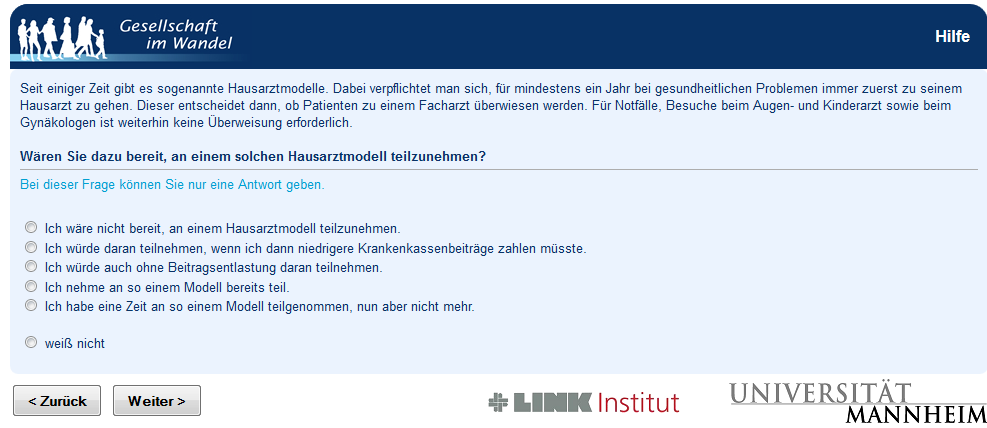 Gesellschaft
im Wandel
Hilfe
Seit einiger Zeit gibt es sogenannte Hausarztmodelle. Dabei verpflichtet man sich, für mindestens ein Jahr bei gesundheitlichen Problemen immer zuerst zu seinem
Hausarzt zu gehen. Dieser entscheidet dann, ob Patienten zu einem Facharzt überwiesen werden. Für Notfälle, Besuche beim Augen- und Kinderarzt sowie beim
Gynäkologen ist weiterhin keine Überweisung erforderlich.
Wären Sie dazu bereit, an einem solchen Hausarztmodell teilzunehmen?
Bei dieser Frage können Sie nur eine Antwort geben.
Ich wäre nicht bereit, an einem Hausarztmodell teilzunehmen.
Ich würde daran teilnehmen, wenn ich dann niedrigere Krankenkassenbeiträge zahlen müsste.
Ich würde auch ohne Beitragsentlastung daran teilnehmen.
Ich nehme an so einem Modell bereits teil.
Ich habe eine Zeit an so einem Modell teilgenommen, nun aber nicht mehr.
weiß nicht
< Zurück
Weiter >
LINK Institut
UNIVERSITÄT
MANNHEIM